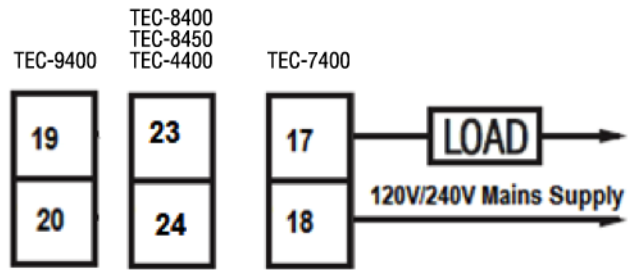 TEC-8400
TEC-8450
TEC-9400 TEC-4400 TEC-7400
19 23 17 LOAD
120V/240V Mains Supply
20 24 18